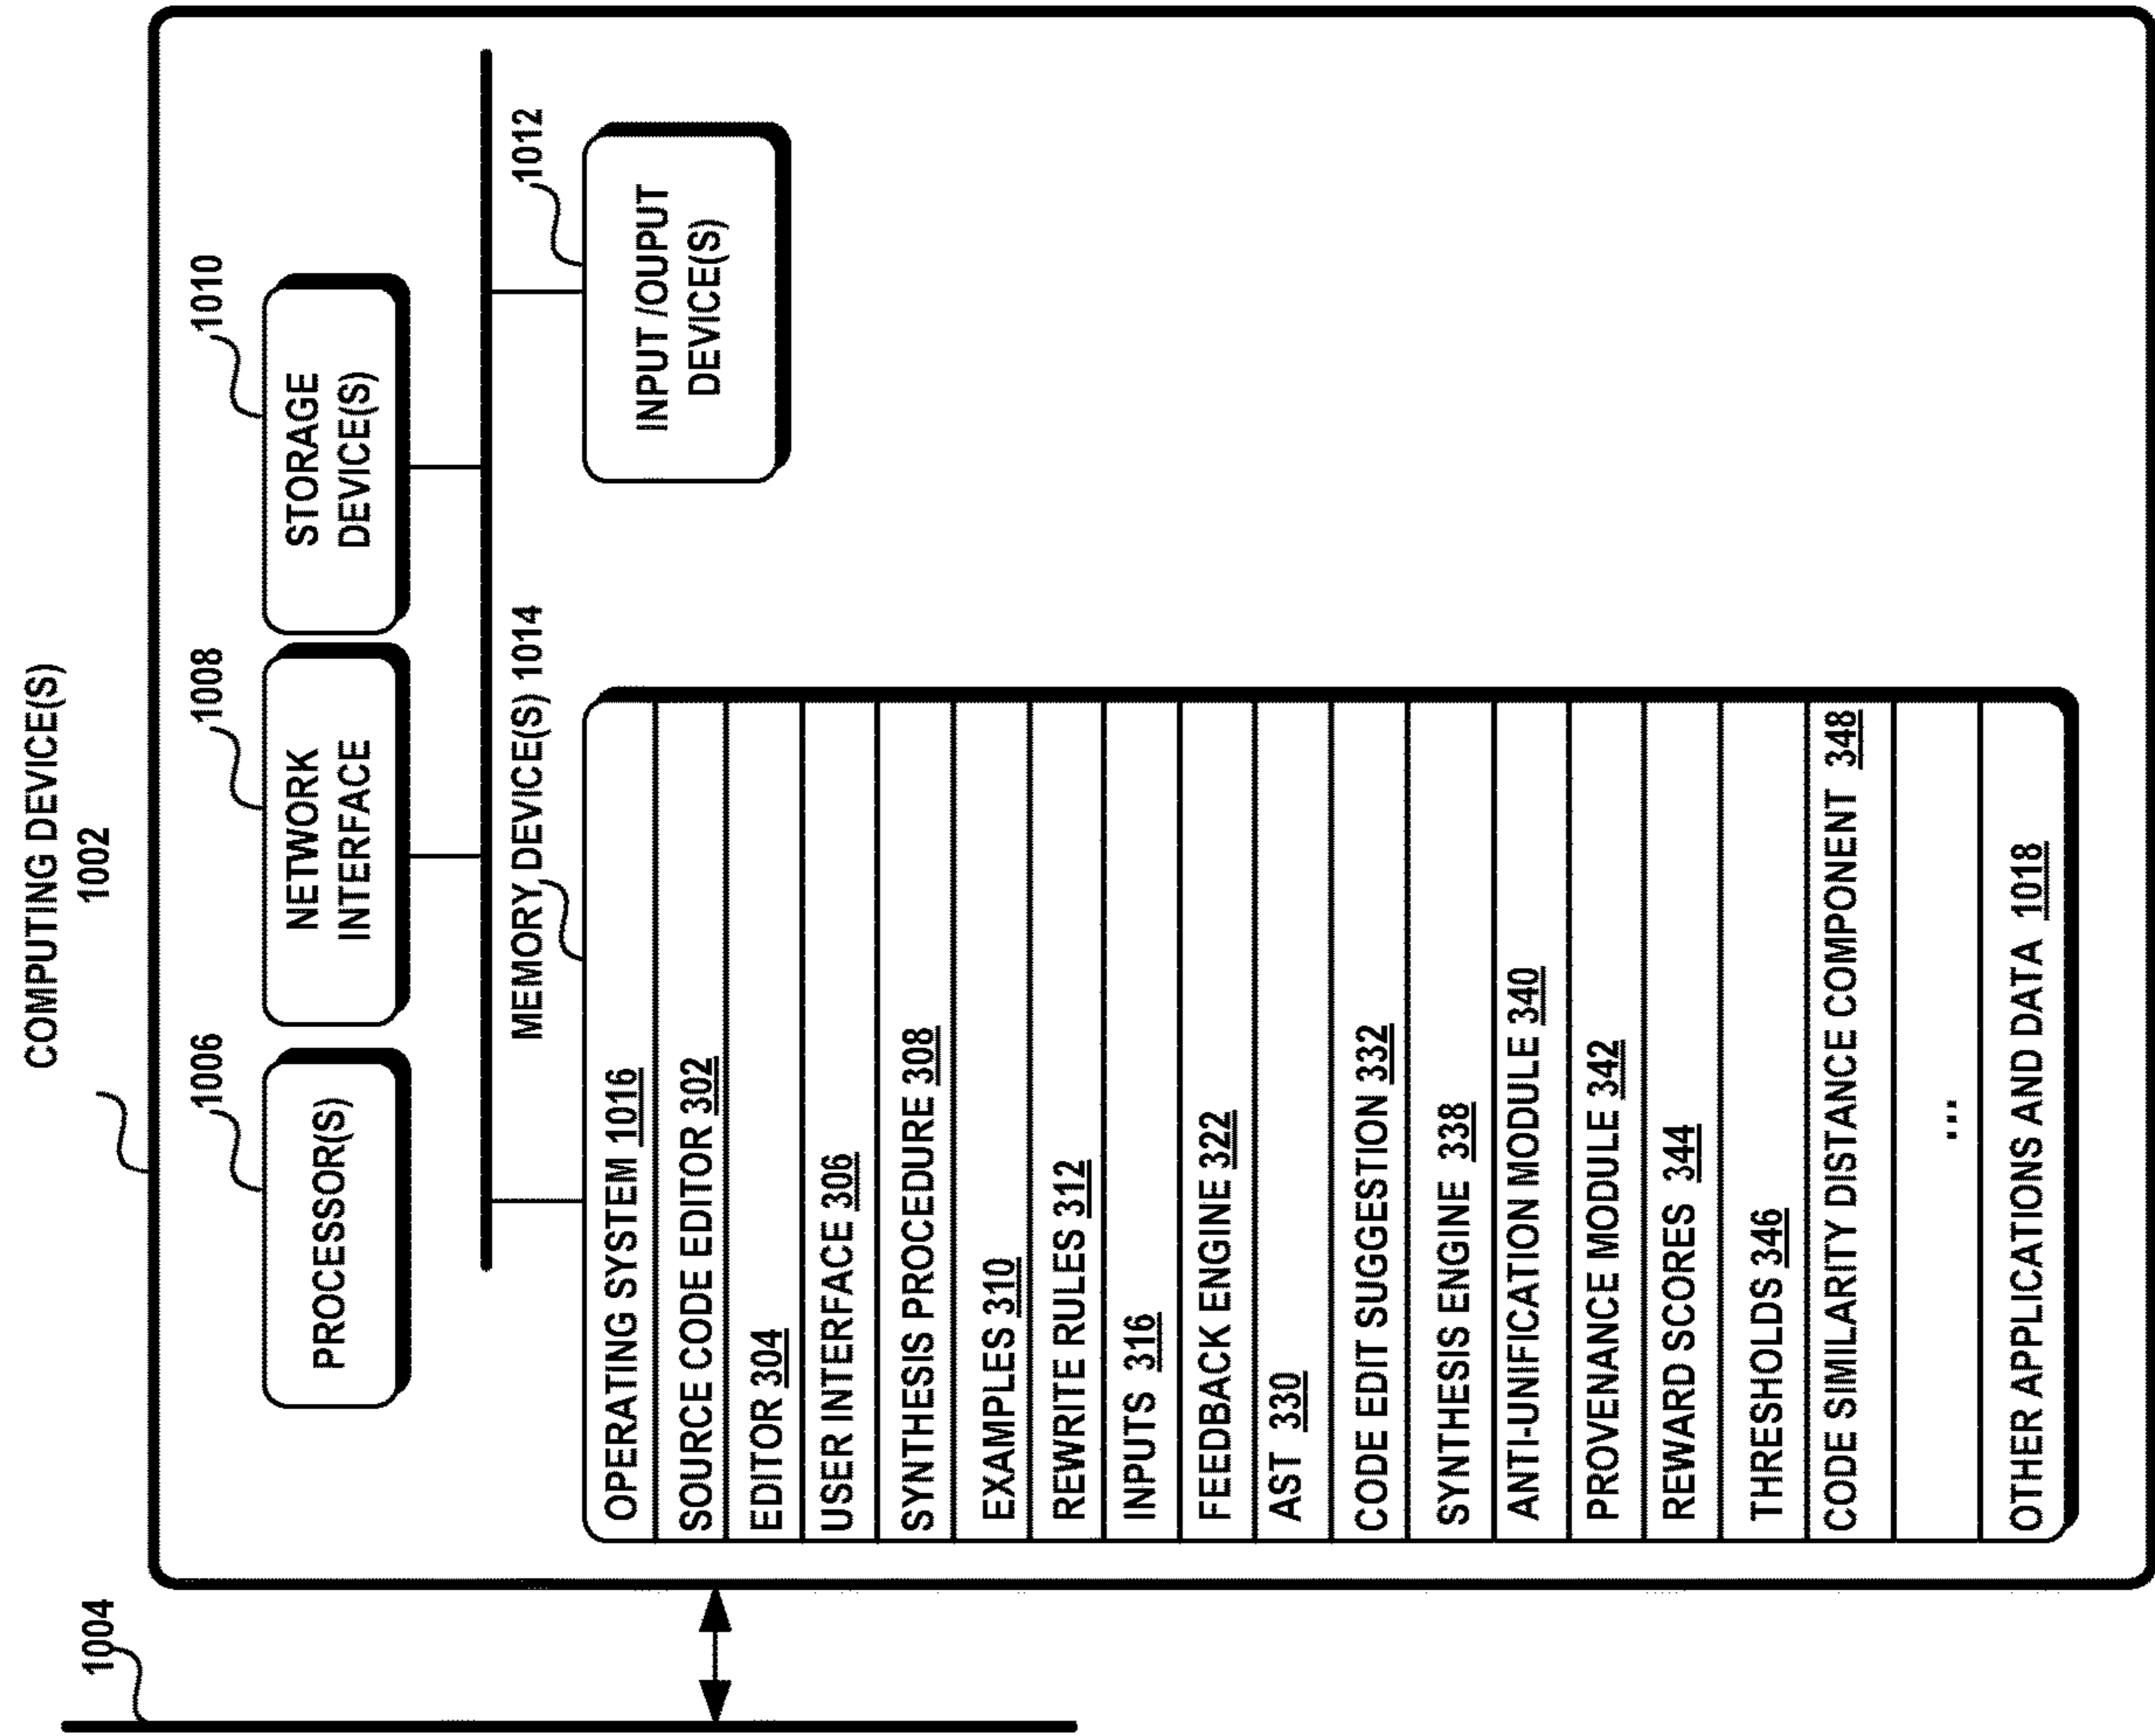 COMPUTING DEVICE(S)
1002
1004
1006
PROCESSOR(S)
1008
NETWORK
INTERFACE
1010
STORAGE
DEVICE(S)
MEMORY DEVICE(S) 1014
OPERATING SYSTEM 1016
SOURCE CODE EDITOR 302
EDITOR 304
USER INTERFACE 306
SYNTHESIS PROCEDURE 308
EXAMPLES 310
REWRITE RULES 312
INPUTS 316
FEEDBACK ENGINE 322
AST 330
CODE EDIT SUGGESTION 332
SYNTHESIS ENGINE 338
ANTI-UNIFICATION MODULE 340
PROVENANCE MODULE 342
REWARD SCORES 344
THRESHOLDS 346
CODE SIMILARITY DISTANCE COMPONENT 348
...
OTHER APPLICATIONS AND DATA 1018
1012
INPUT /OUPUT
DEVICE(S)